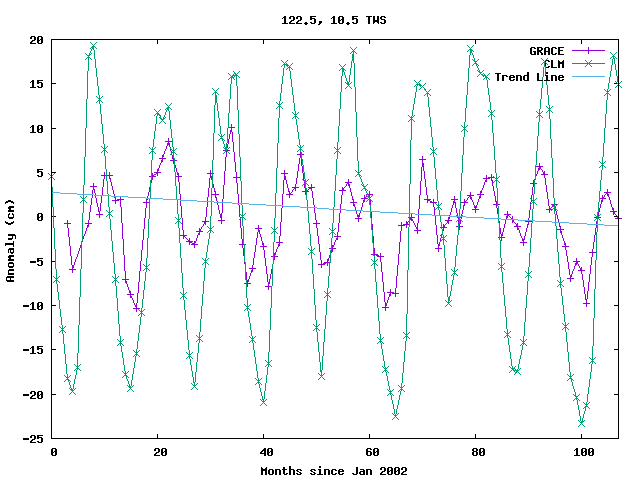 122.5, 10.5 TWS
GRACE
CLM
Trend Line
20
15
10
5
0
-5
-10
-15
-20
-25
Anomaly (cm)
0 20 40 60 80 100
Months since Jan 2002